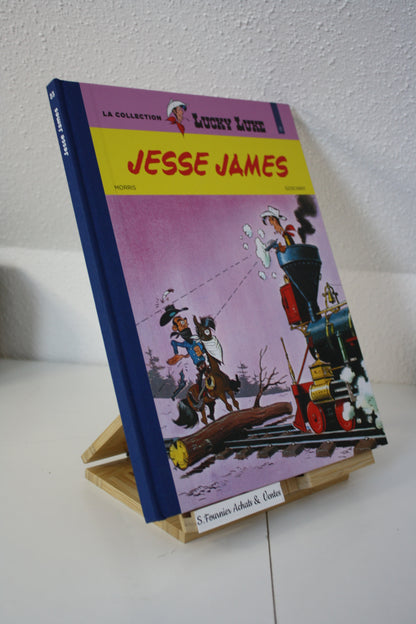 LA COLLECTION LUCKY LUKE
JESSE JAMES
MORRIS GOSCINNY
Jesse James
S. Fournier Achats & Ventes